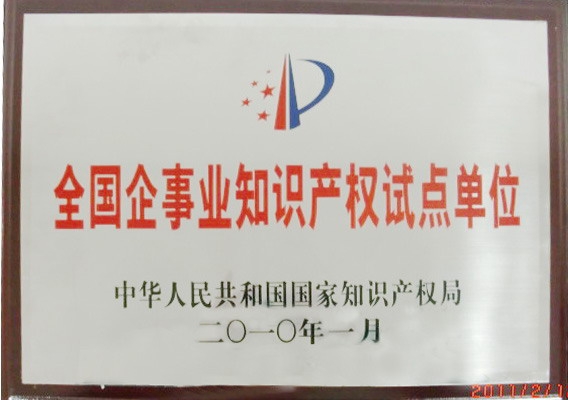 全国企事业知识产权试点单位
中华人民共和国国家知识产权局
二〇一〇年一月
2011/2/1